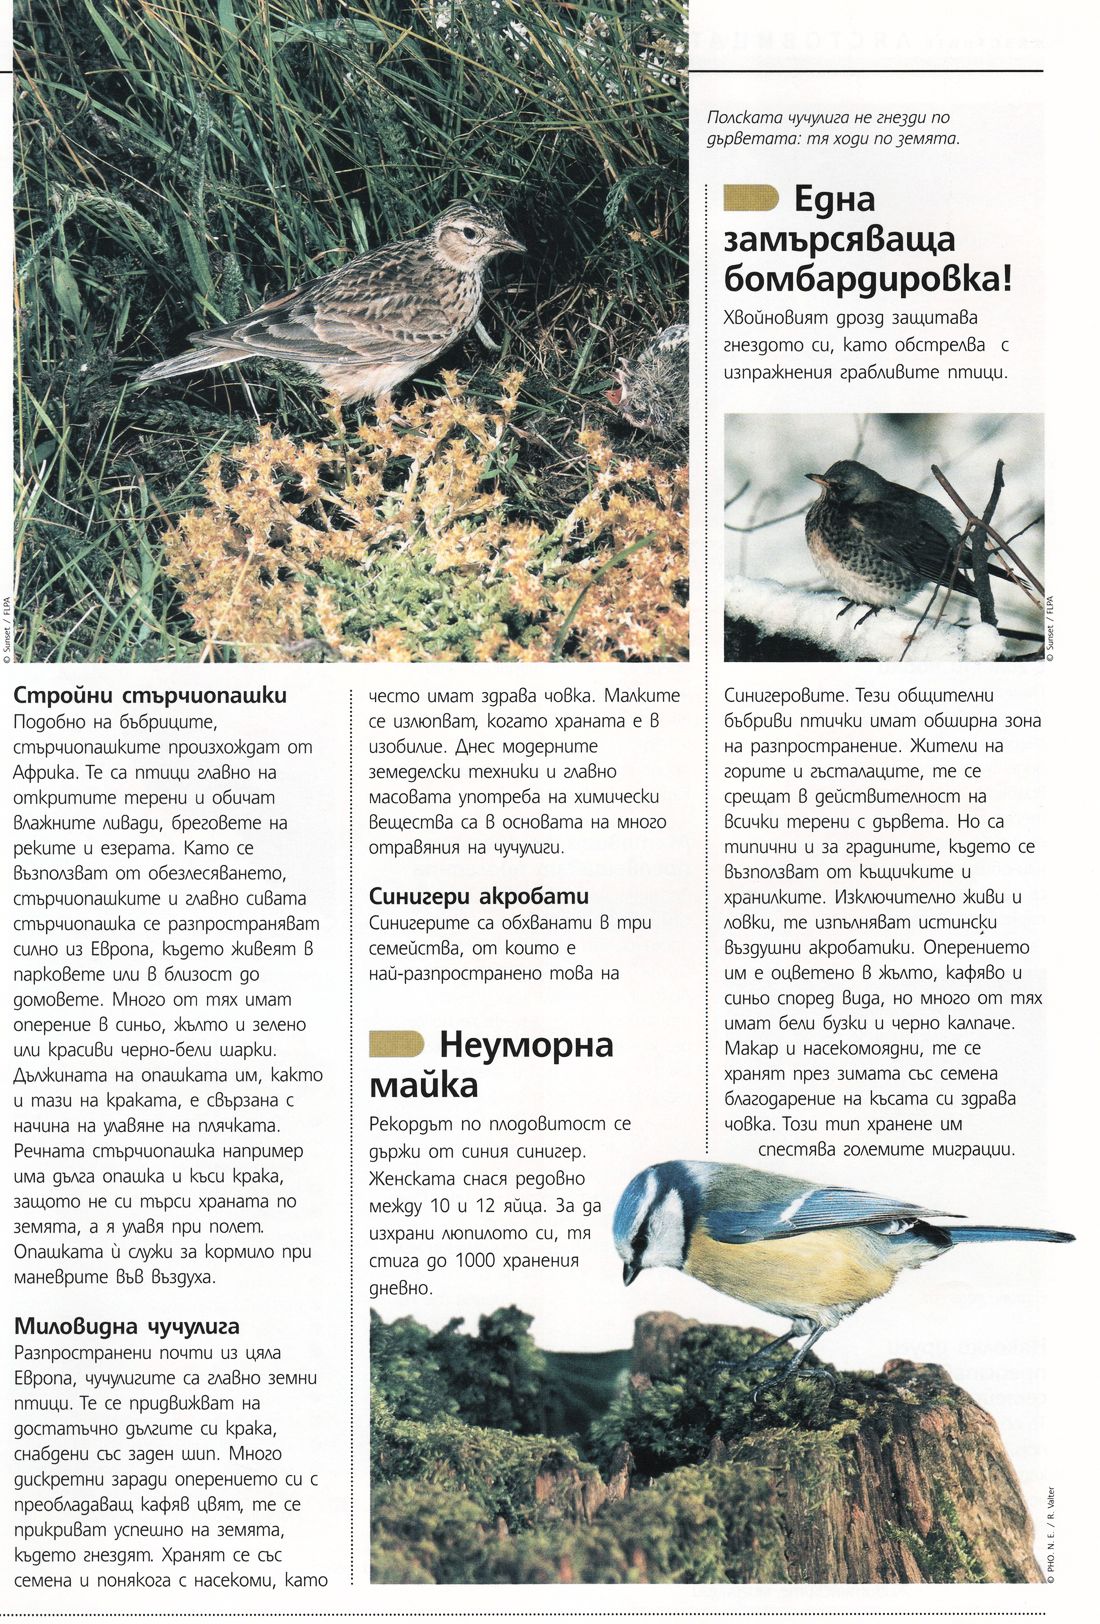 Полската чучулига не гнезди по
дърветата: тя ходи по земята.
Една
замърсяваща
бомбардировка!
Хвойновият дрозд защитава
гнездото си, като обстрелва с
изпражнения грабливите птици.
© Sunset / FLPA
© Sunset / FLPA
Стройни стърчиопашки
Подобно на бъбриците,
стърчиопашките произхождат от
Африка. Те са птици главно на
откритите терени и обичат
влажните ливади, бреговете на
реките и езерата. Като се
възползват от обезлесяването,
стърчиопашките и главно сивата
стърчиопашка се разпространяват
силно из Европа, където живеят в
парковете или в близост до
домовете. Много от тях имат
оперение в синьо, жълто и зелено
или красиви черно-бели шарки.
Дължината на опашката им, както
и тази на краката, е свързана с
начина на улавяне на плячката.
Речната стърчиопашка например
има дълга опашка и къси крака,
защото не си търси храната по
земята, а я улавя при полет.
Опашката ѝ служи за кормило при
маневрите във въздуха.
Миловидна чучулига
Разпространени почти из цяла
Европа, чучулигите са главно земни
птици. Те се придвижват на
достатъчно дългите си крака,
снабдени със заден шип. Много
дискретни заради оперението си с
преобладаващ кафяв цвят, те се
прикриват успешно на земята,
където гнездят. Хранят се със
семена и понякога с насекоми, като
често имат здрава човка. Малките
се излюпват, когато храната е в
изобилие. Днес модерните
земеделски техники и главно
масовата употреба на химически
вещества са в основата на много
отравяния на чучулиги.
Синигери акробати
Синигерите са обхванати в три
семейства, от които е
най-разпространено това на
Неуморна
майка
Рекордът по плодовитост се
държи от синия синигер.
Женската снася редовно
между 10 и 12 яйца. За да
изхрани люпилото си, тя
стига до 1000 хранения
дневно.
Синигеровите. Тези общителни
бъбриви птички имат обширна зона
на разпространение. Жители на
горите и гъсталаците, те се
срещат в действителност на
всички терени с дървета. Но са
типични и за градините, където се
възползват от къщичките и
хранилките. Изключително живи и
ловки, те изпълняват истински
въздушни акробатики. Оперението
им е оцветено в жълто, кафяво и
синьо според вида, но много от тях
имат бели бузки и черно калпаче.
Макар и насекомоядни, те се
хранят през зимата със семена
благодарение на късата си здрава
човка. Този тип хранене им
спестява големите миграции.
© PHO. N. E. / R. Valter